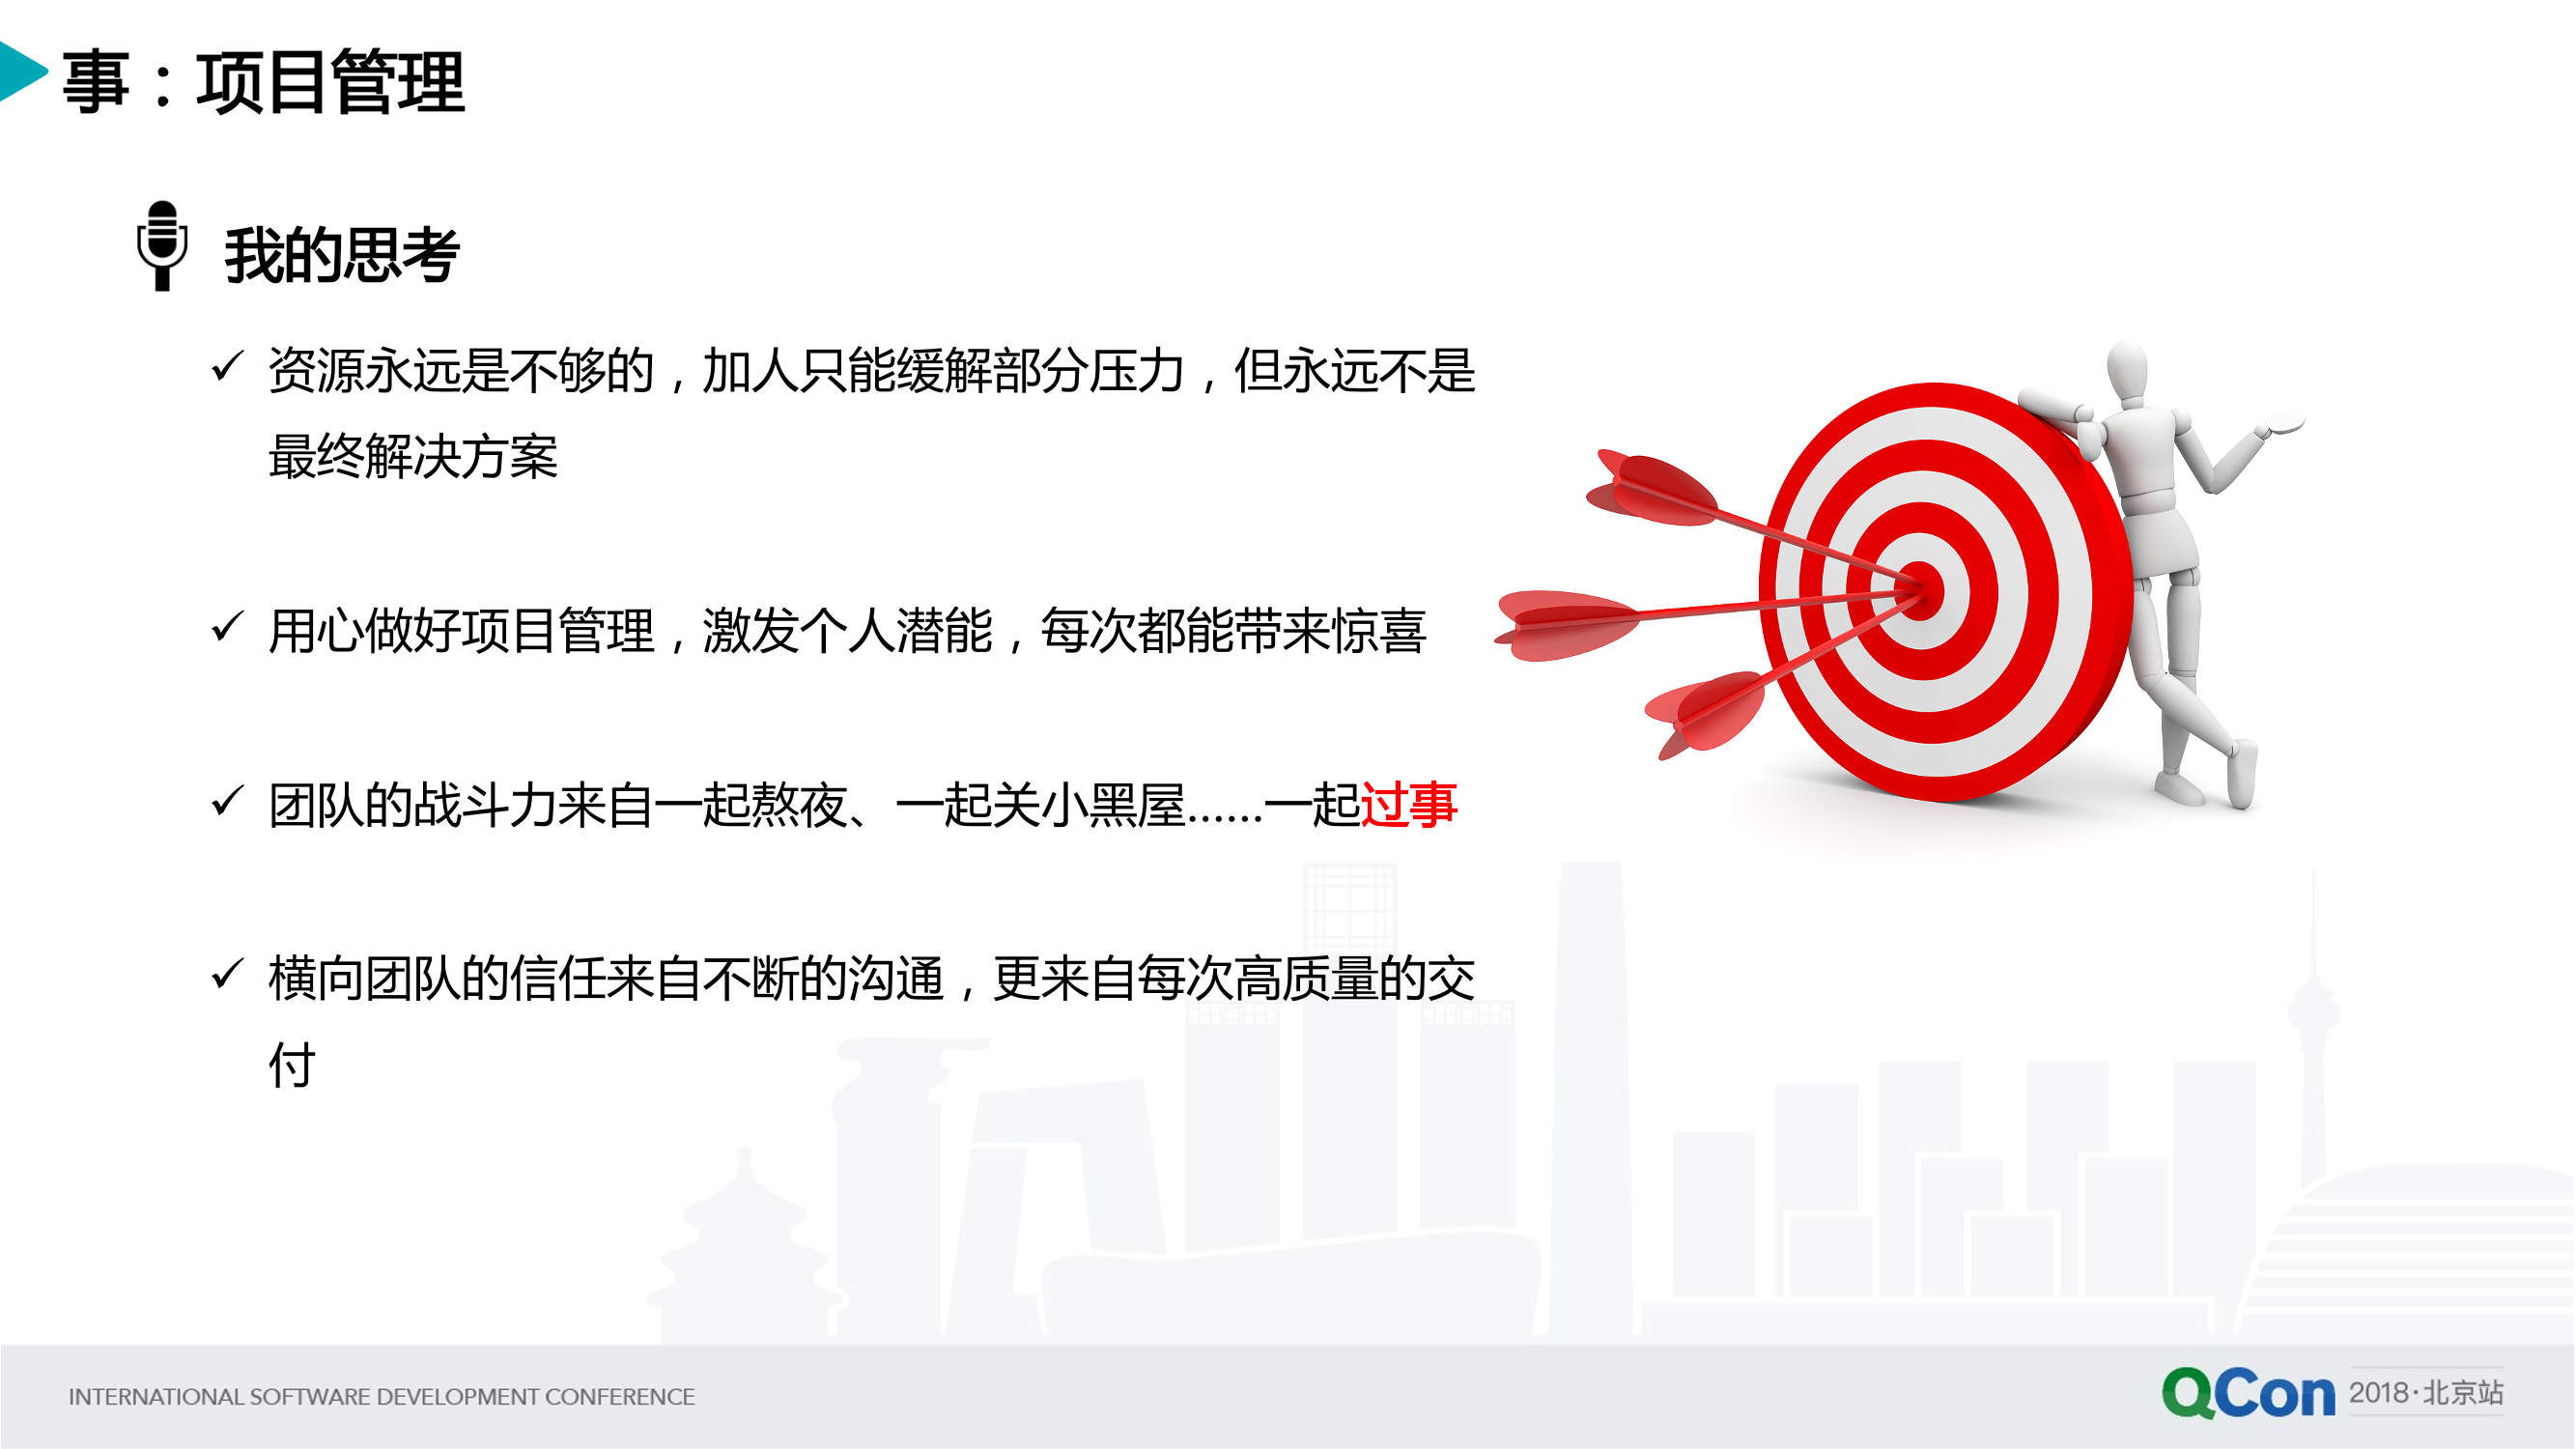 事：项目管理
我的思考
✓ 资源永远是不够的，加人只能缓解部分压力，但永远不是
最终解决方案
✓ 用心做好项目管理，激发个人潜能，每次都能带来惊喜
✓ 团队的战斗力来自一起熬夜、一起关小黑屋……一起过事
✓ 横向团队的信任来自不断的沟通，更来自每次高质量的交
付
INTERNATIONAL SOFTWARE DEVELOPMENT CONFERENCE
QCon 2018·北京站